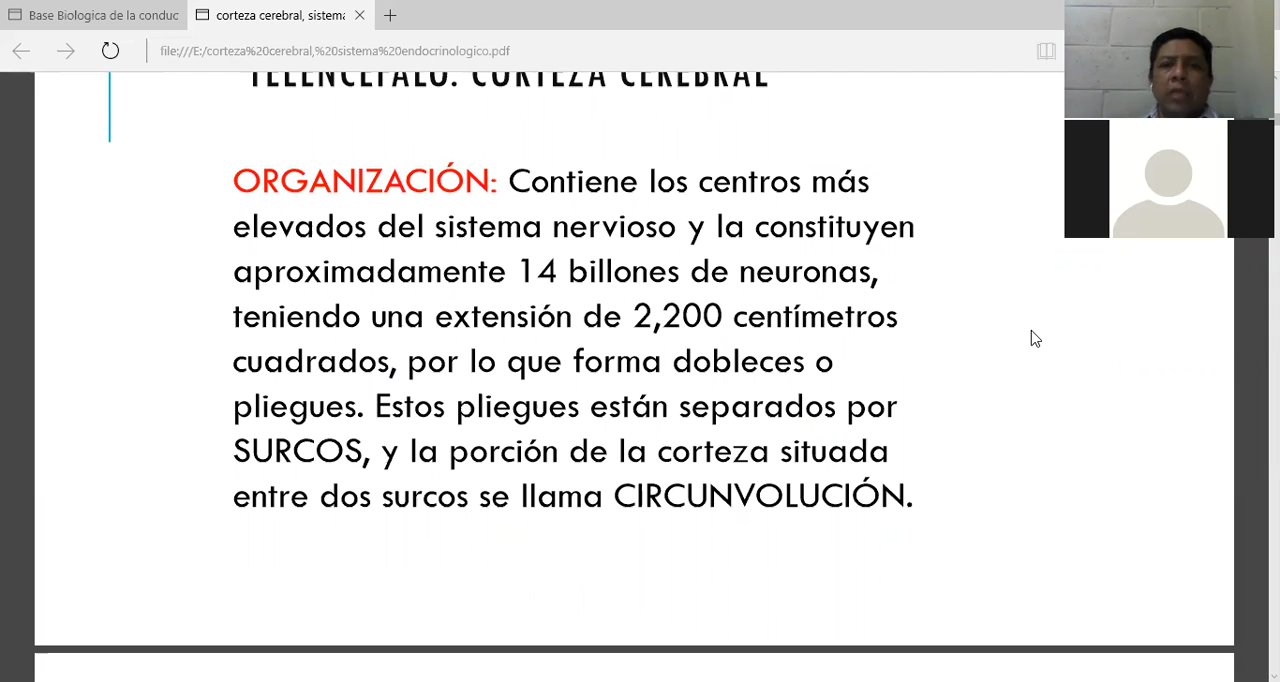 Base Biologica de la conduc
corteza cerebral, sistema
file:///E:/corteza%20cerebral,%20sistema%20endocrinologico.pdf
TELENCÉFALO: CORTEZA CEREBRAL
ORGANIZACIÓN: Contiene los centros más
elevados del sistema nervioso y la constituyen
aproximadamente 14 billones de neuronas,
teniendo una extensión de 2,200 centímetros
cuadrados, por lo que forma dobleces o
pliegues. Estos pliegues están separados por
SURCOS, y la porción de la corteza situada
entre dos surcos se llama CIRCUNVOLUCIÓN.